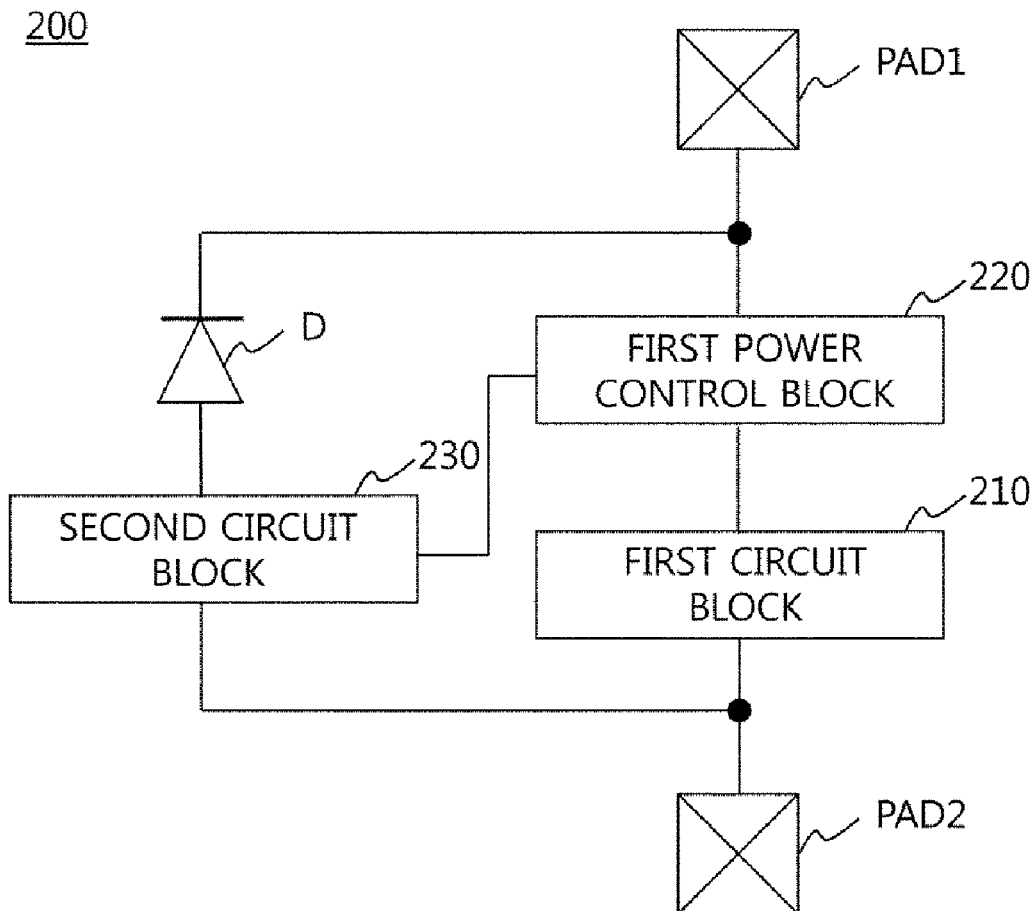 200
PAD1
220
FIRST POWER
CONTROL BLOCK
D
230
SECOND CIRCUIT
BLOCK
210
FIRST CIRCUIT
BLOCK
PAD2